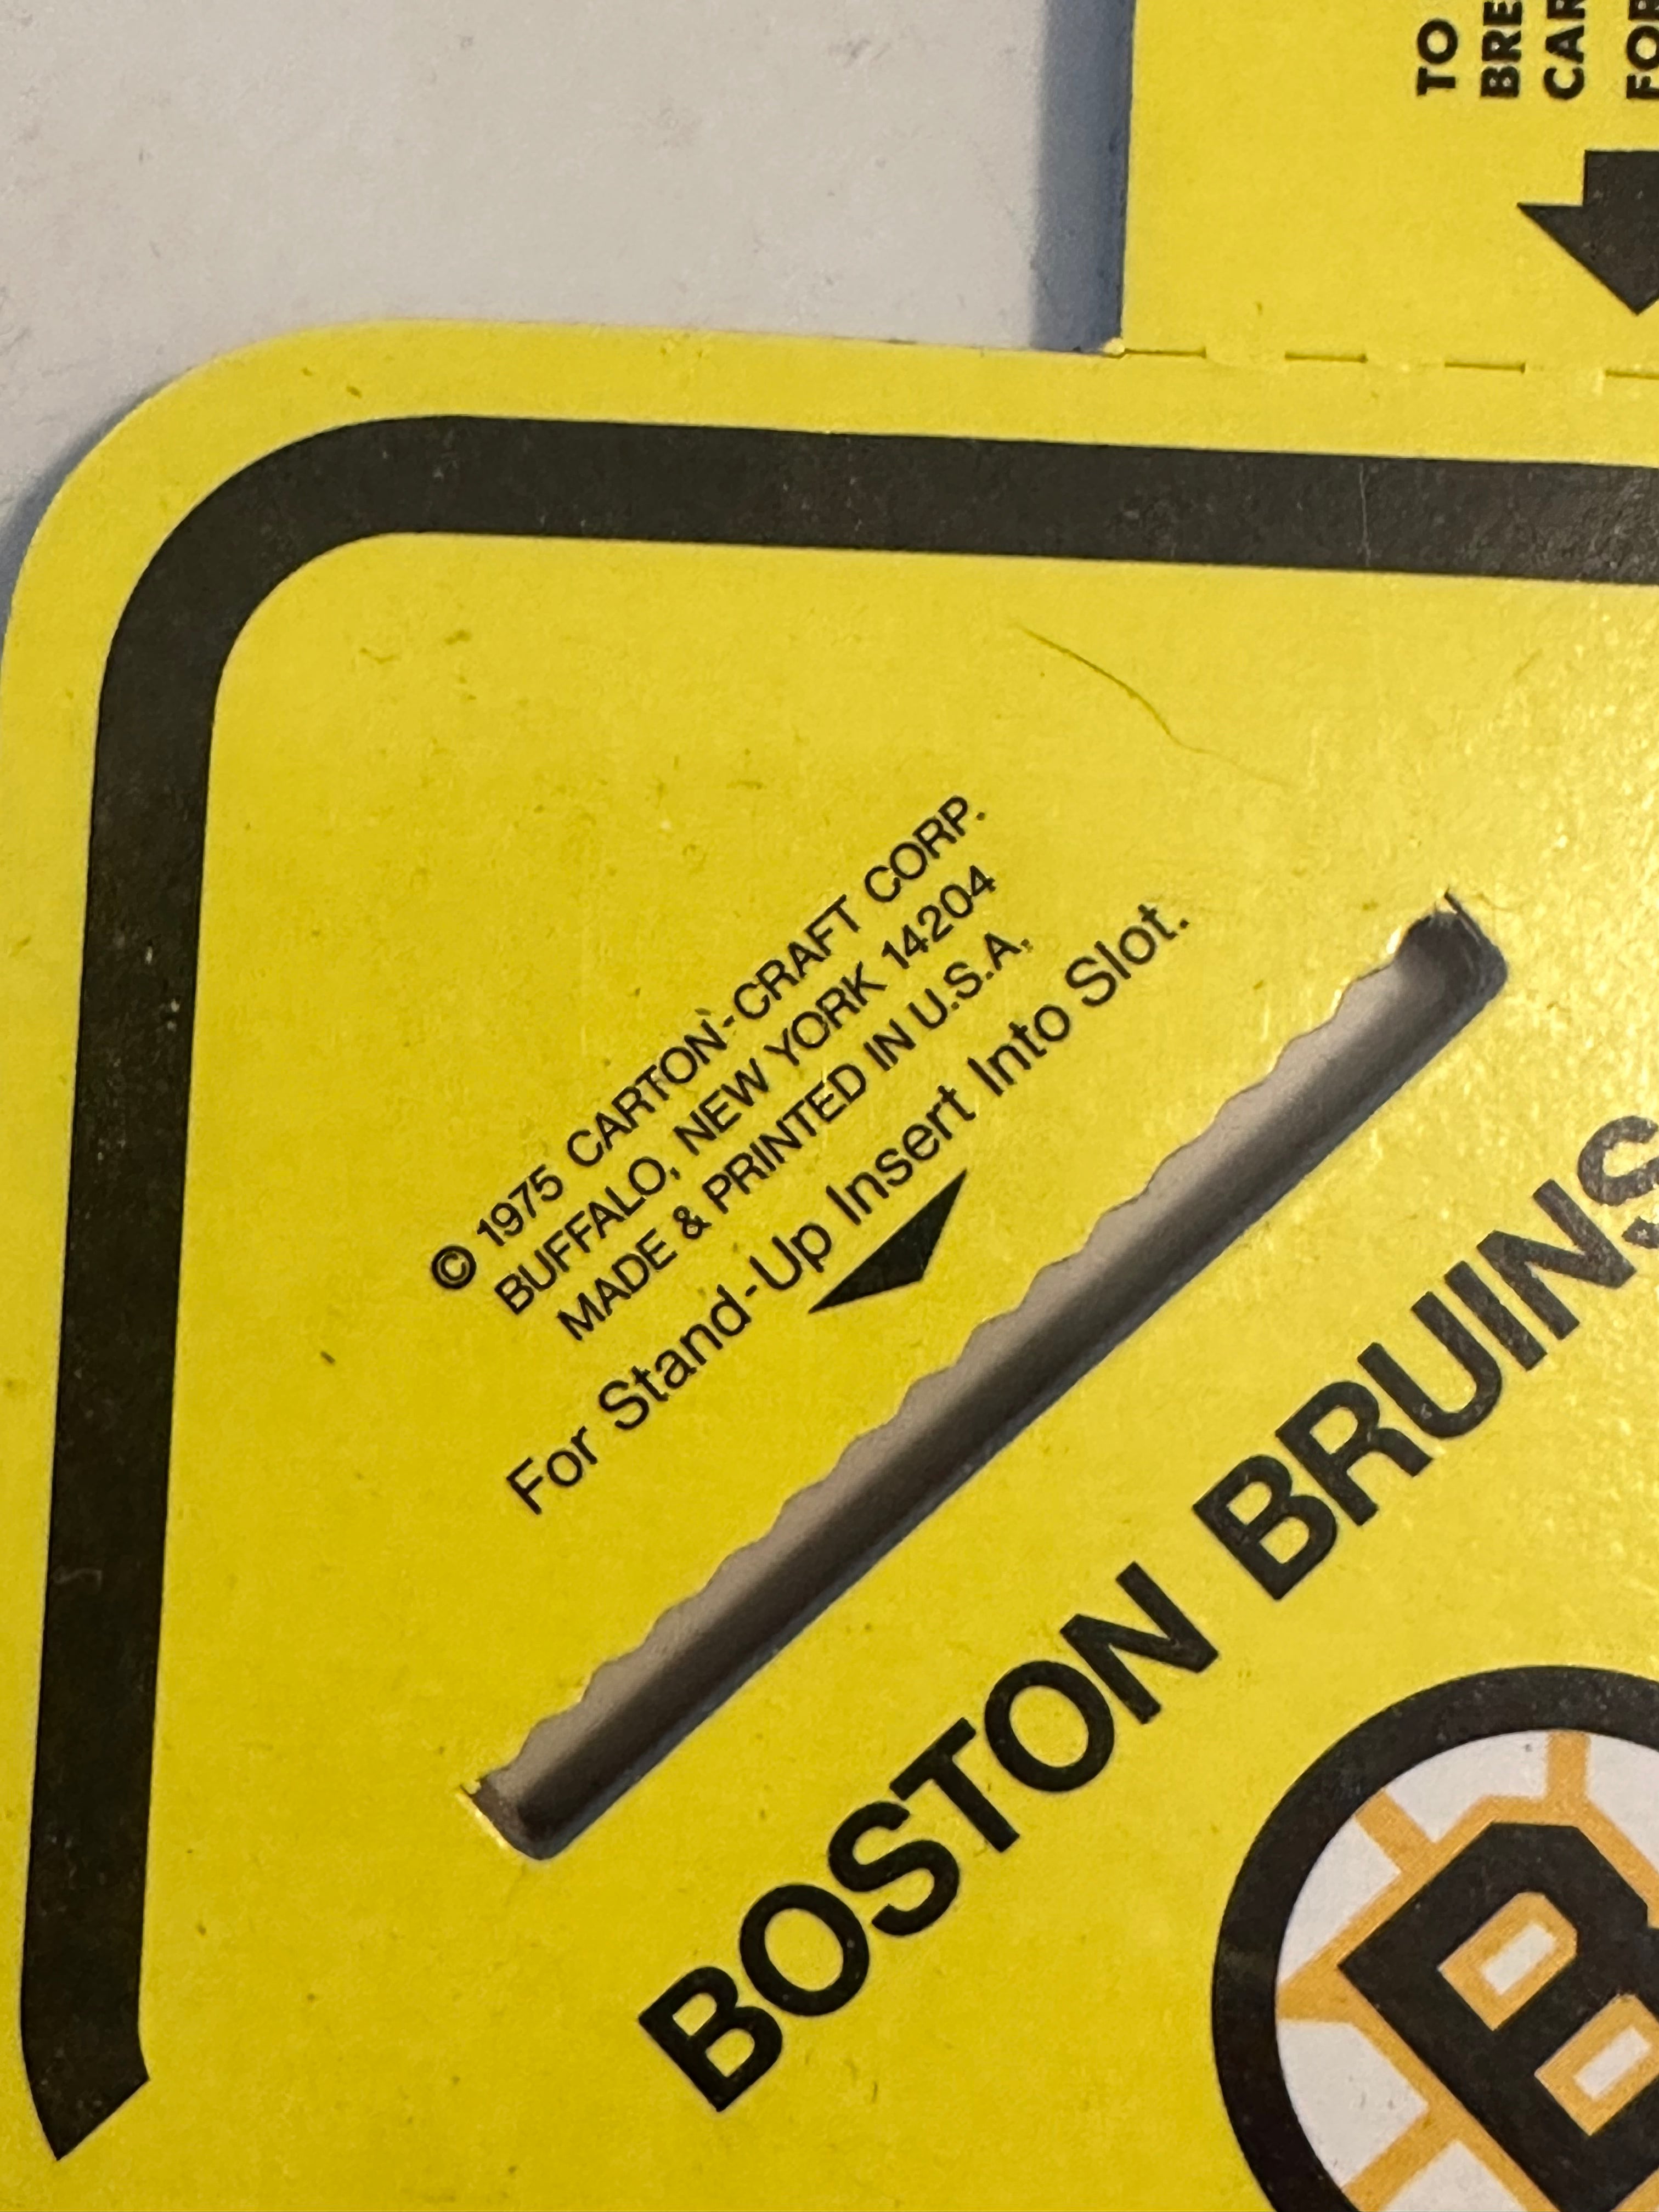 TO
© 1975 CARTON-CRAFT CORP.
BUFFALO, NEW YORK 14204
MADE & PRINTED IN U.S.A.
For Stand-Up Insert Into Slot.
BOSTON BRUINS
B